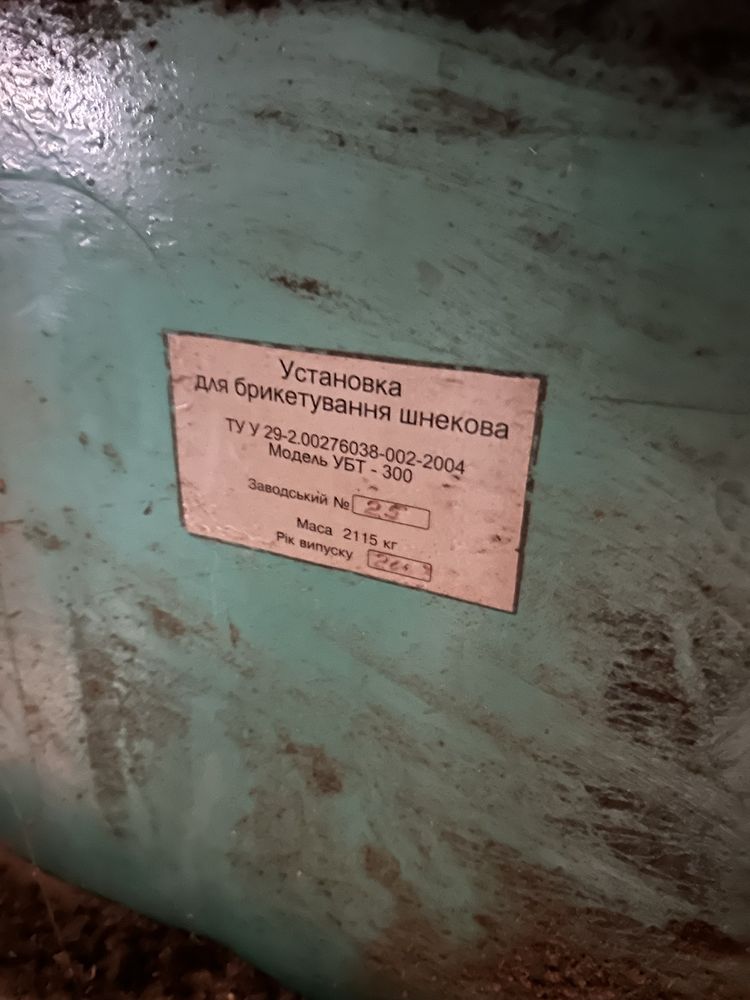 Установка
для брикетування шнекова
ТУ У 29-2.00276038-002-2004
Модель УБТ - 300
Заводський № 25
Маса 2115 кг
Рік випуску